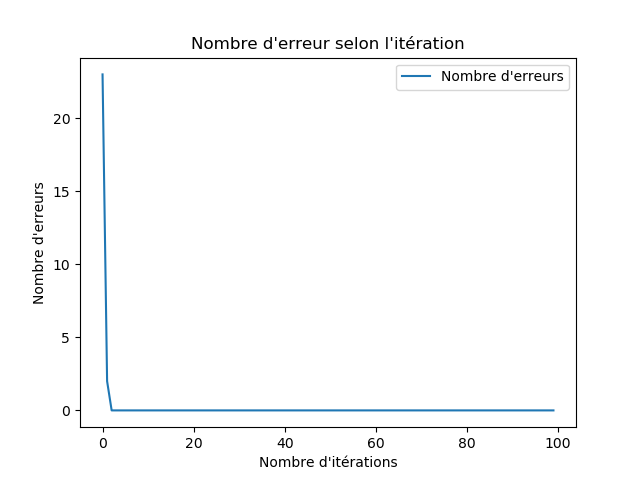 Nombre d'erreur selon l'itération
Nombre d'erreurs
Nombre d'erreurs
20
15
10
5
0
0 20 40 60 80 100
Nombre d'itérations